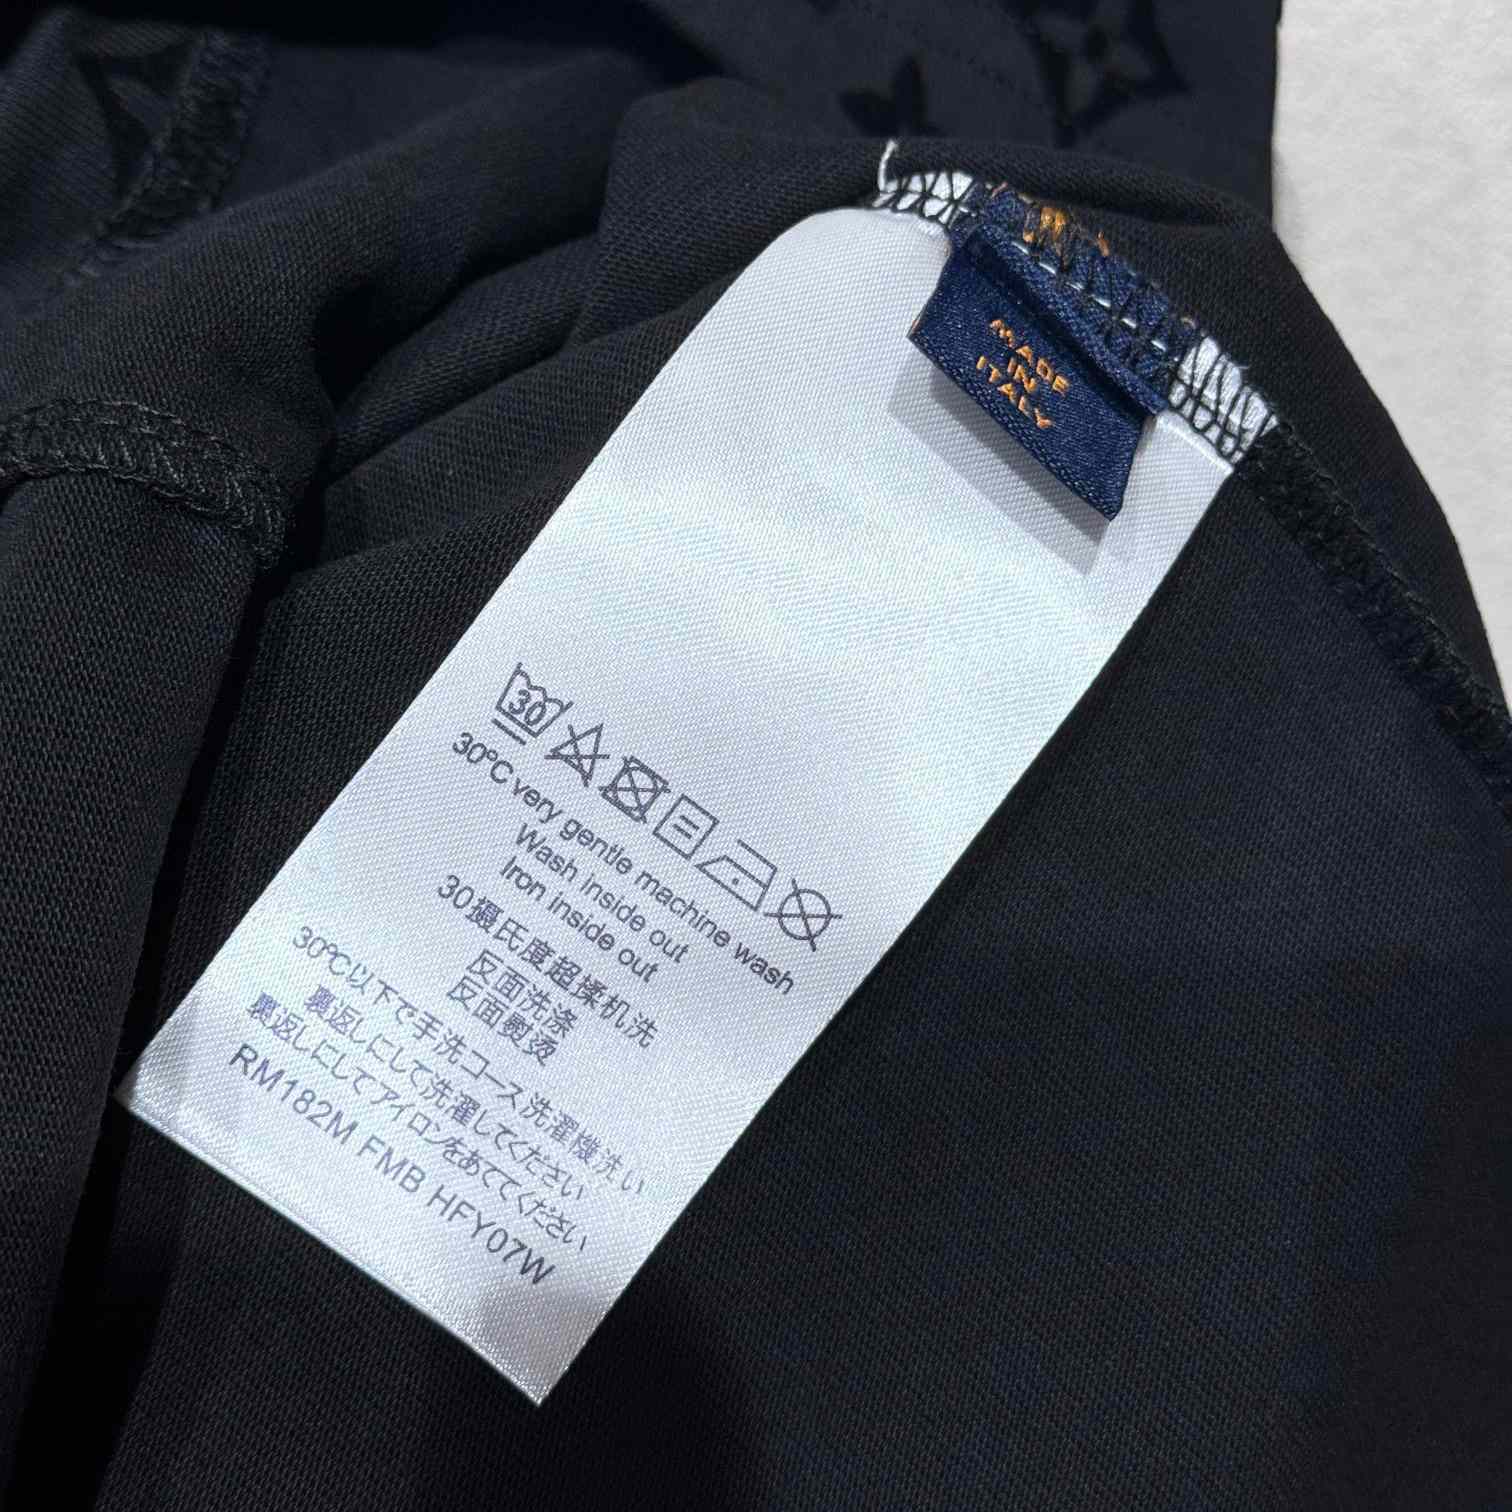 MADE
IN
ITALY
30
30°C very gentle machine wash
Wash inside out
Iron inside out
30摄氏度超揉机洗
反面洗涤
反面熨烫
30℃以下で手洗コース洗濯機洗い
裏返しにして洗濯してください
裏返しにしてアイロンをあててください
RM182M FMB HFY07W